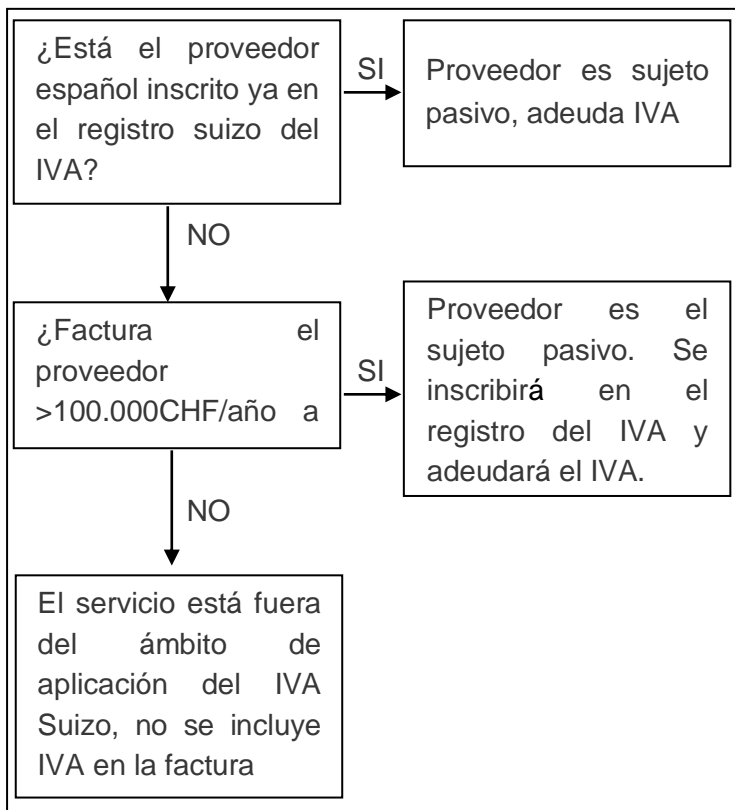 ¿Está el proveedor
español inscrito ya en
el registro suizo del
IVA?
SI
Proveedor es sujeto
pasivo, adeuda IVA
NO
¿Factura el
proveedor
>100.000CHF/año a
SI
Proveedor es el
sujeto pasivo. Se
inscribirá en el
registro del IVA y
adeudará el IVA.
NO
El servicio está fuera
del ámbito de
aplicación del IVA
Suizo, no se incluye
IVA en la factura